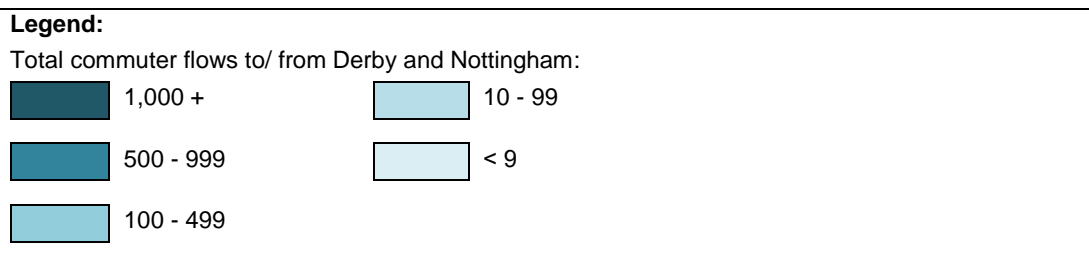 Legend:
Total commuter flows to/ from Derby and Nottingham:
1,000 + 10 - 99
500 - 999 < 9
100 - 499